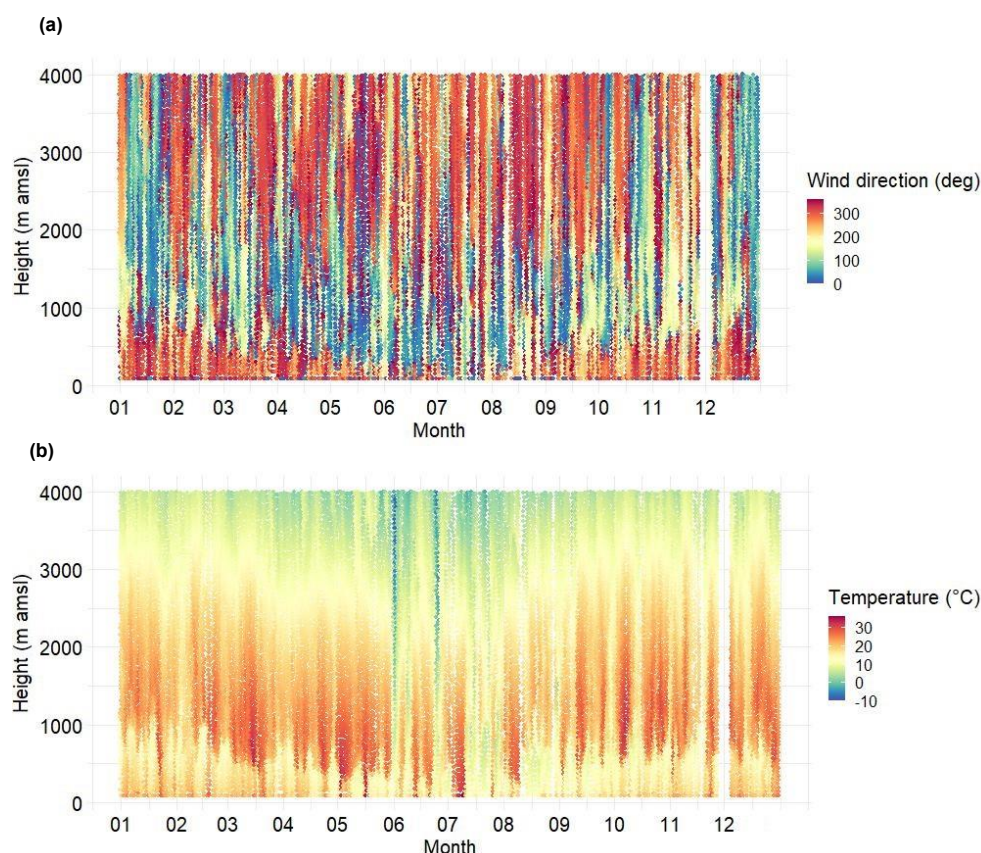 (a)
4000
3000
2000
1000
0
Height (m amsl)
01 02 03 04 05 06 07 08 09 10 11 12
Month
Wind direction (deg)
300
200
100
0
(b)
4000
3000
2000
1000
0
Height (m amsl)
01 02 03 04 05 06 07 08 09 10 11 12
Month
Temperature (°C)
30
20
10
0
-10